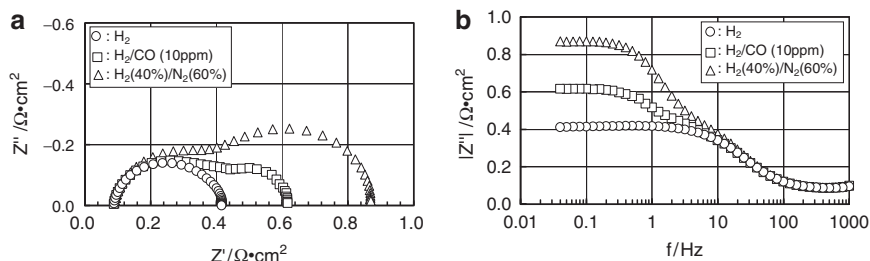 a
−0.6
−0.4
−0.2
0.0
0.0
0.2
0.4
0.6
0.8
1.0
Z'' /Ω•cm²
Z'/Ω•cm²
○ : H₂
□ : H₂/CO (10ppm)
△ : H₂(40%)/N₂(60%)
b
1.0
0.8
0.6
0.4
0.2
0.0
0.01
0.1
1
10
100
1000
|Z''| /Ω•cm²
f/Hz
○ : H₂
□ : H₂/CO (10ppm)
△ : H₂(40%)/N₂(60%)